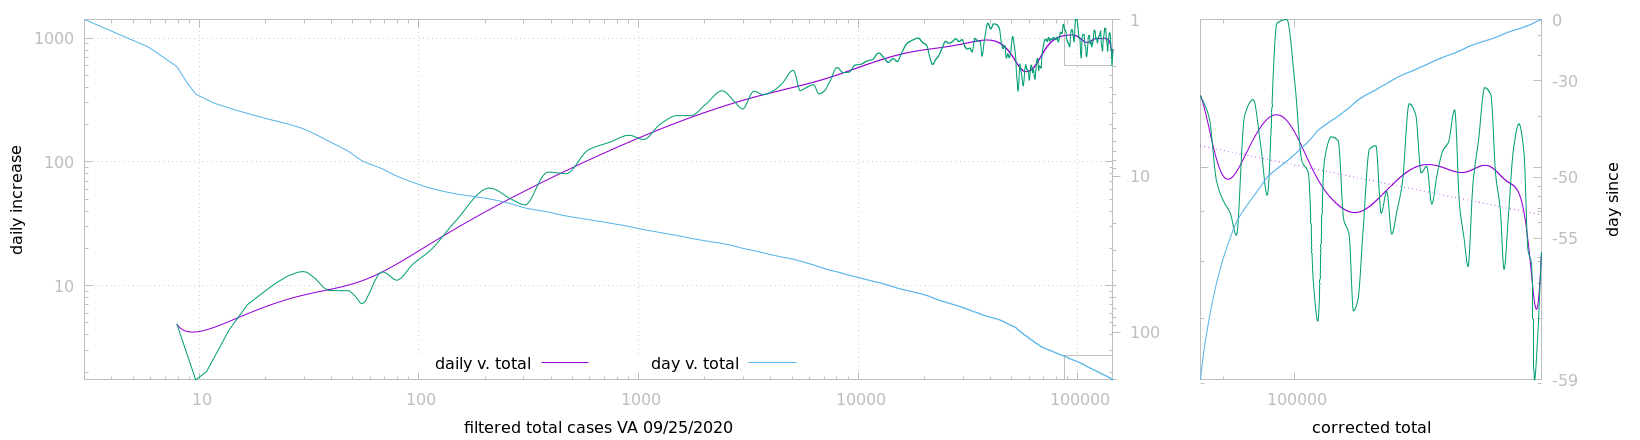 1000
100
10
daily increase
daily v. total
day v. total
10
100
1000
10000
100000
filtered total cases VA 09/25/2020
1
10
100
0
-30
-50
-55
-59
day since
100000
corrected total